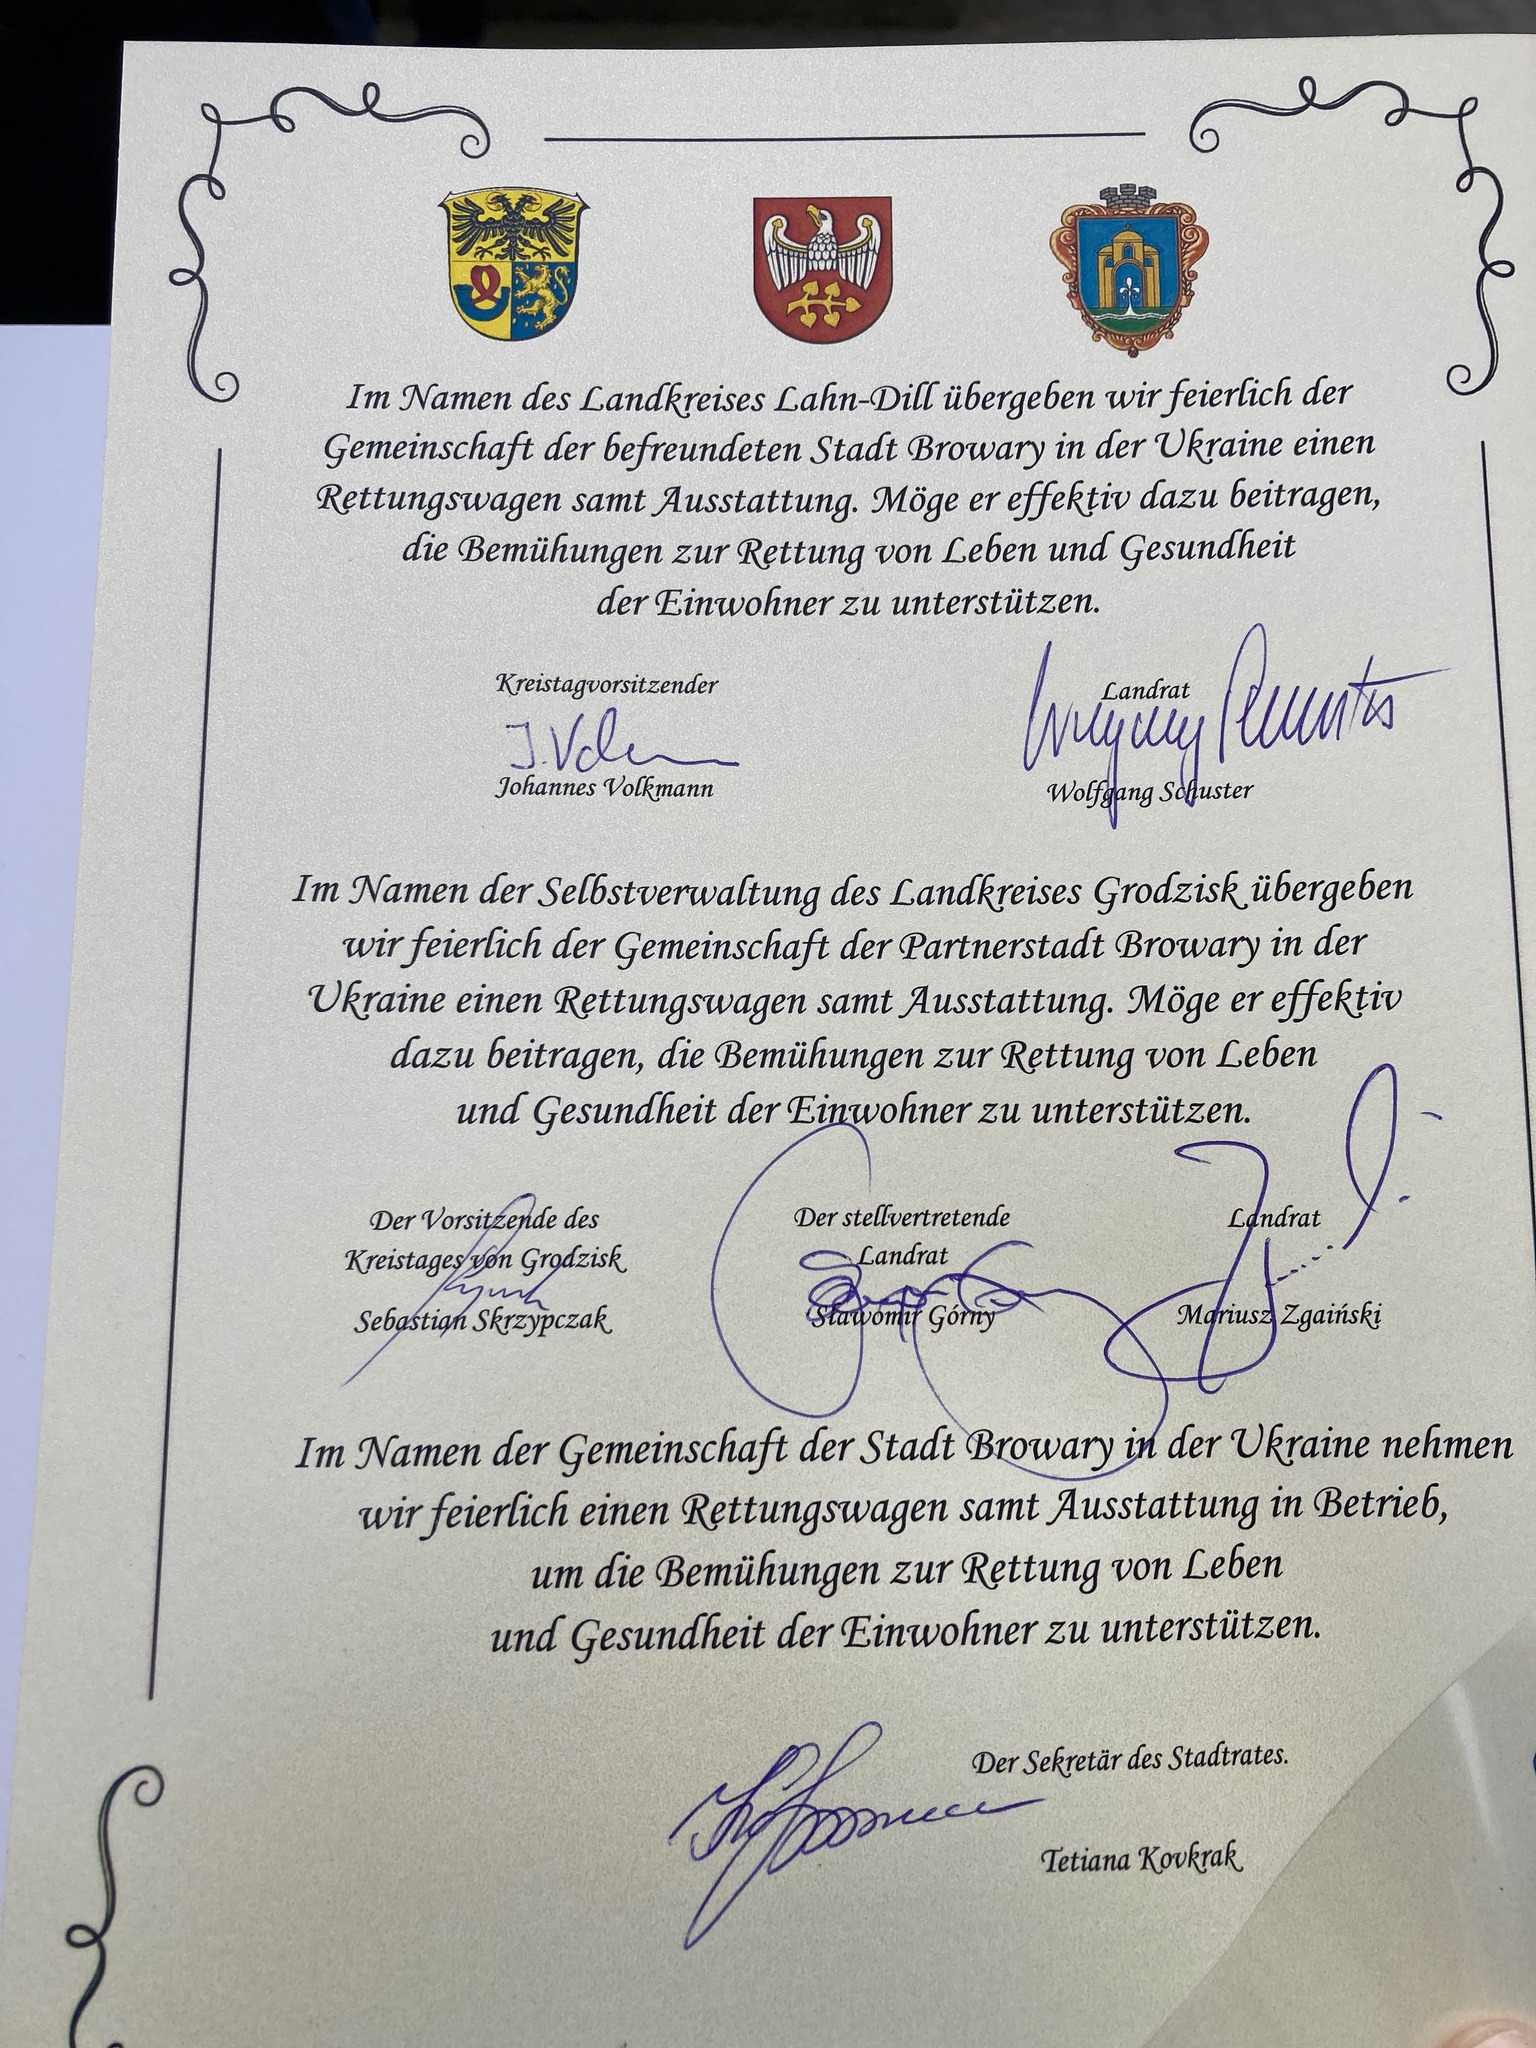 Im Namen des Landkreises Lahn-Dill übergeben wir feierlich der
Gemeinschaft der befreundeten Stadt Browary in der Ukraine einen
Rettungswagen samt Ausstattung. Möge er effektiv dazu beitragen,
die Bemühungen zur Rettung von Leben und Gesundheit
der Einwohner zu unterstützen.
Kreistagvorsitzender
J. Volkmann
Johannes Volkmann
Landrat
Wolfgang Schuster
Wolfgang Schuster
Im Namen der Selbstverwaltung des Landkreises Grodzisk übergeben
wir feierlich der Gemeinschaft der Partnerstadt Browary in der
Ukraine einen Rettungswagen samt Ausstattung. Möge er effektiv
dazu beitragen, die Bemühungen zur Rettung von Leben
und Gesundheit der Einwohner zu unterstützen.
Der Vorsitzende des
Kreistages von Grodzisk
Sebastian Skrzypczak
Der stellvertretende
Landrat
Sławomir Górny
Landrat
Mariusz Zgaiński
Im Namen der Gemeinschaft der Stadt Browary in der Ukraine nehmen
wir feierlich einen Rettungswagen samt Ausstattung in Betrieb,
um die Bemühungen zur Rettung von Leben
und Gesundheit der Einwohner zu unterstützen.
Der Sekretär des Stadtrates.
Tetiana Kovkrak